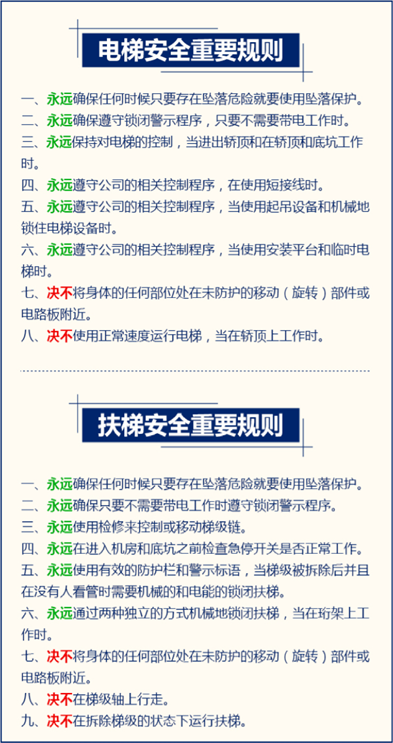 电梯安全重要规则
一、永远确保任何时候只要存在坠落危险就要使用坠落保护。
二、永远确保遵守锁闭警示程序，只要不需要带电工作时。
三、永远保持对电梯的控制，当进出轿顶和在轿顶和底坑工作
时。
四、永远遵守公司的相关控制程序，在使用短接线时。
五、永远遵守公司的相关控制程序，当使用起吊设备和机械地
锁住电梯设备时。
六、永远遵守公司的相关控制程序，当使用安装平台和临时电
梯时。
七、决不将身体的任何部位处在未防护的移动（旋转）部件或
电路板附近。
八、决不使用正常速度运行电梯，当在轿顶上工作时。
扶梯安全重要规则
一、永远确保任何时候只要存在坠落危险就要使用坠落保护。
二、永远确保只要不需要带电工作时遵守锁闭警示程序。
三、永远使用检修来控制或移动梯级链。
四、永远在进入机房和底坑之前检查急停开关是否正常工作。
五、永远使用有效的防护栏和警示标语，当梯级被拆除后并且
在没有人看管时需要机械的和电能的锁闭扶梯。
六、永远通过两种独立的方式机械地锁闭扶梯，当在珩架上工
作时。
七、决不将身体的任何部位处在未防护的移动（旋转）部件或
电路板附近。
八、决不在梯级轴上行走。
九、决不在拆除梯级的状态下运行扶梯。